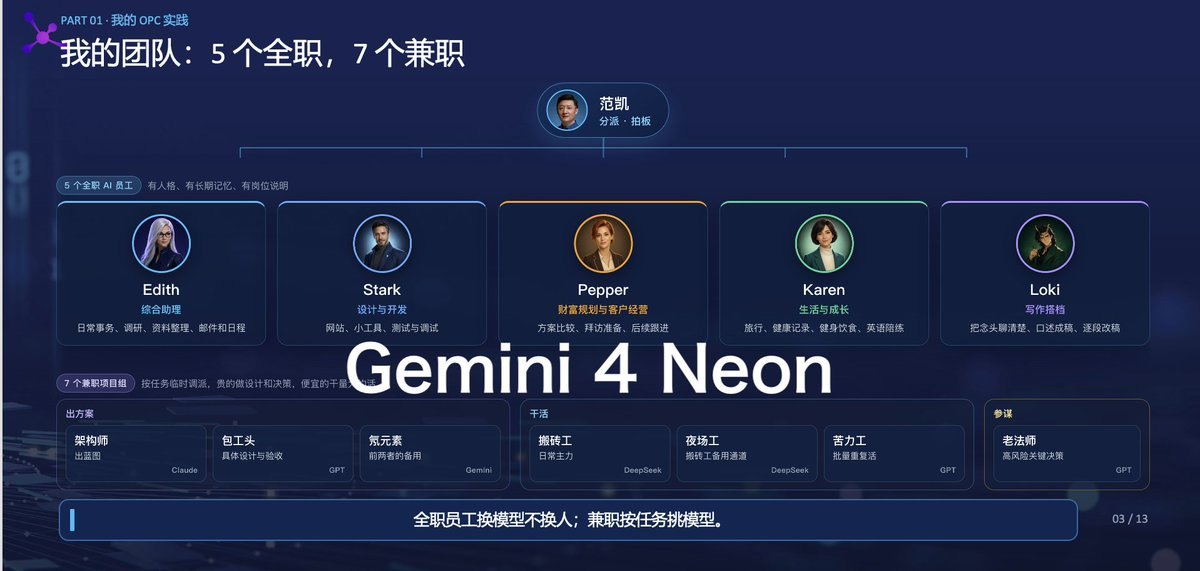 PART 01 · 我的 OPC 实践
我的团队：5 个全职，7 个兼职
范凯
分派 · 拍板
5 个全职 AI 员工
有人格、有长期记忆、有岗位说明
Edith
综合助理
日常事务、调研、资料整理、邮件和日程
Stark
设计与开发
网站、小工具、测试与调试
Pepper
财富规划与客户经营
方案比较、拜访准备、后续跟进
Karen
生活与成长
旅行、健康记录、健身饮食、英语陪练
Loki
写作搭档
把念头聊清楚、口述成稿、逐段改稿
Gemini 4 Neon
7 个兼职项目组
按任务临时调派，贵的做设计和决策，便宜的干量大的活
出方案
架构师
出蓝图
Claude
包工头
具体设计与验收
GPT
氪元素
前两者的备用
Gemini
干活
搬砖工
日常主力
DeepSeek
夜场工
搬砖工备用通道
DeepSeek
苦力工
批量重复活
GPT
参谋
老法师
高风险关键决策
GPT
全职员工换模型不换人；兼职按任务挑模型。
03 / 13